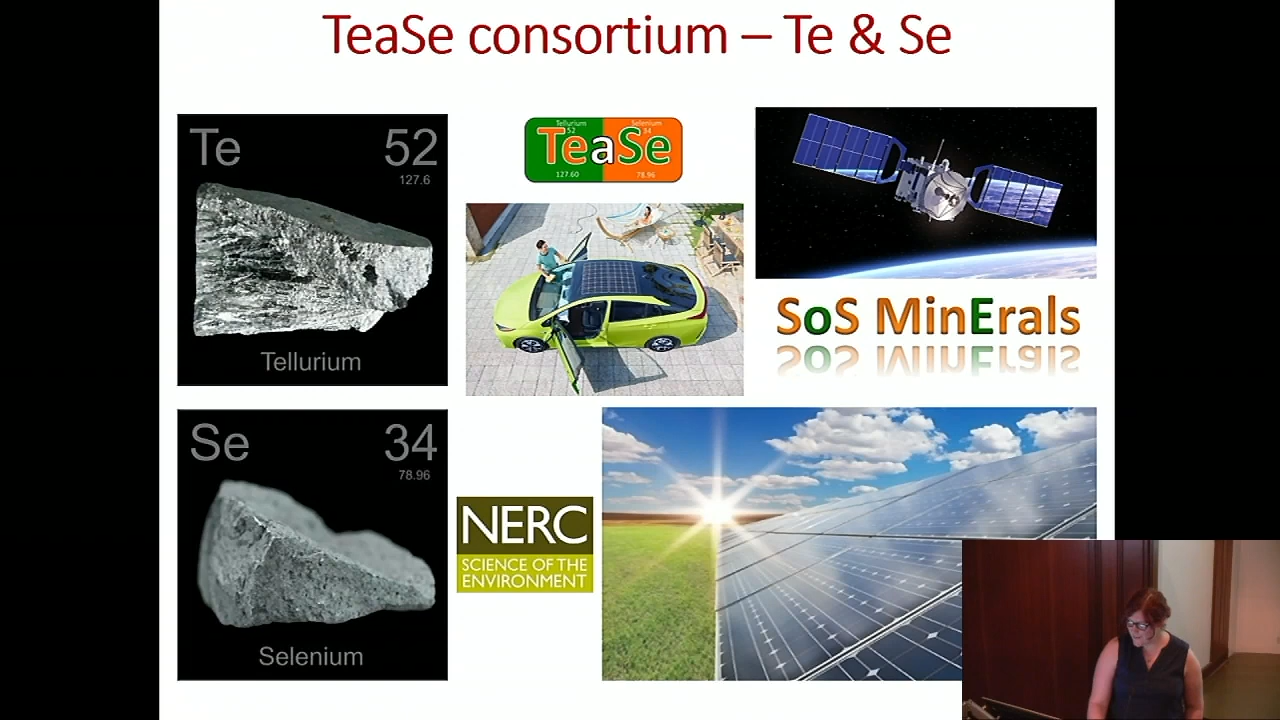 TeaSe consortium – Te & Se
Te 52
127.6
Tellurium
Tellurium Selenium
52 34
TeaSe
127.60 78.96
SoS MinErals
Se 34
78.96
Selenium
NERC
SCIENCE OF THE
ENVIRONMENT